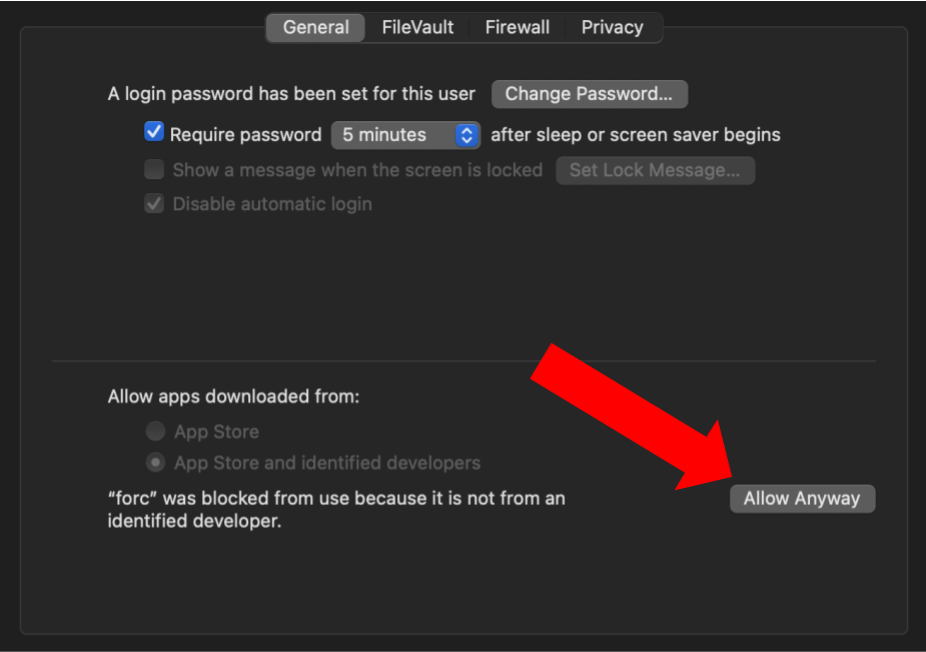 General FileVault Firewall Privacy
A login password has been set for this user Change Password...
Require password 5 minutes after sleep or screen saver begins
Show a message when the screen is locked Set Lock Message...
Disable automatic login
Allow apps downloaded from:
App Store
App Store and identified developers
“forc” was blocked from use because it is not from an
identified developer.
Allow Anyway